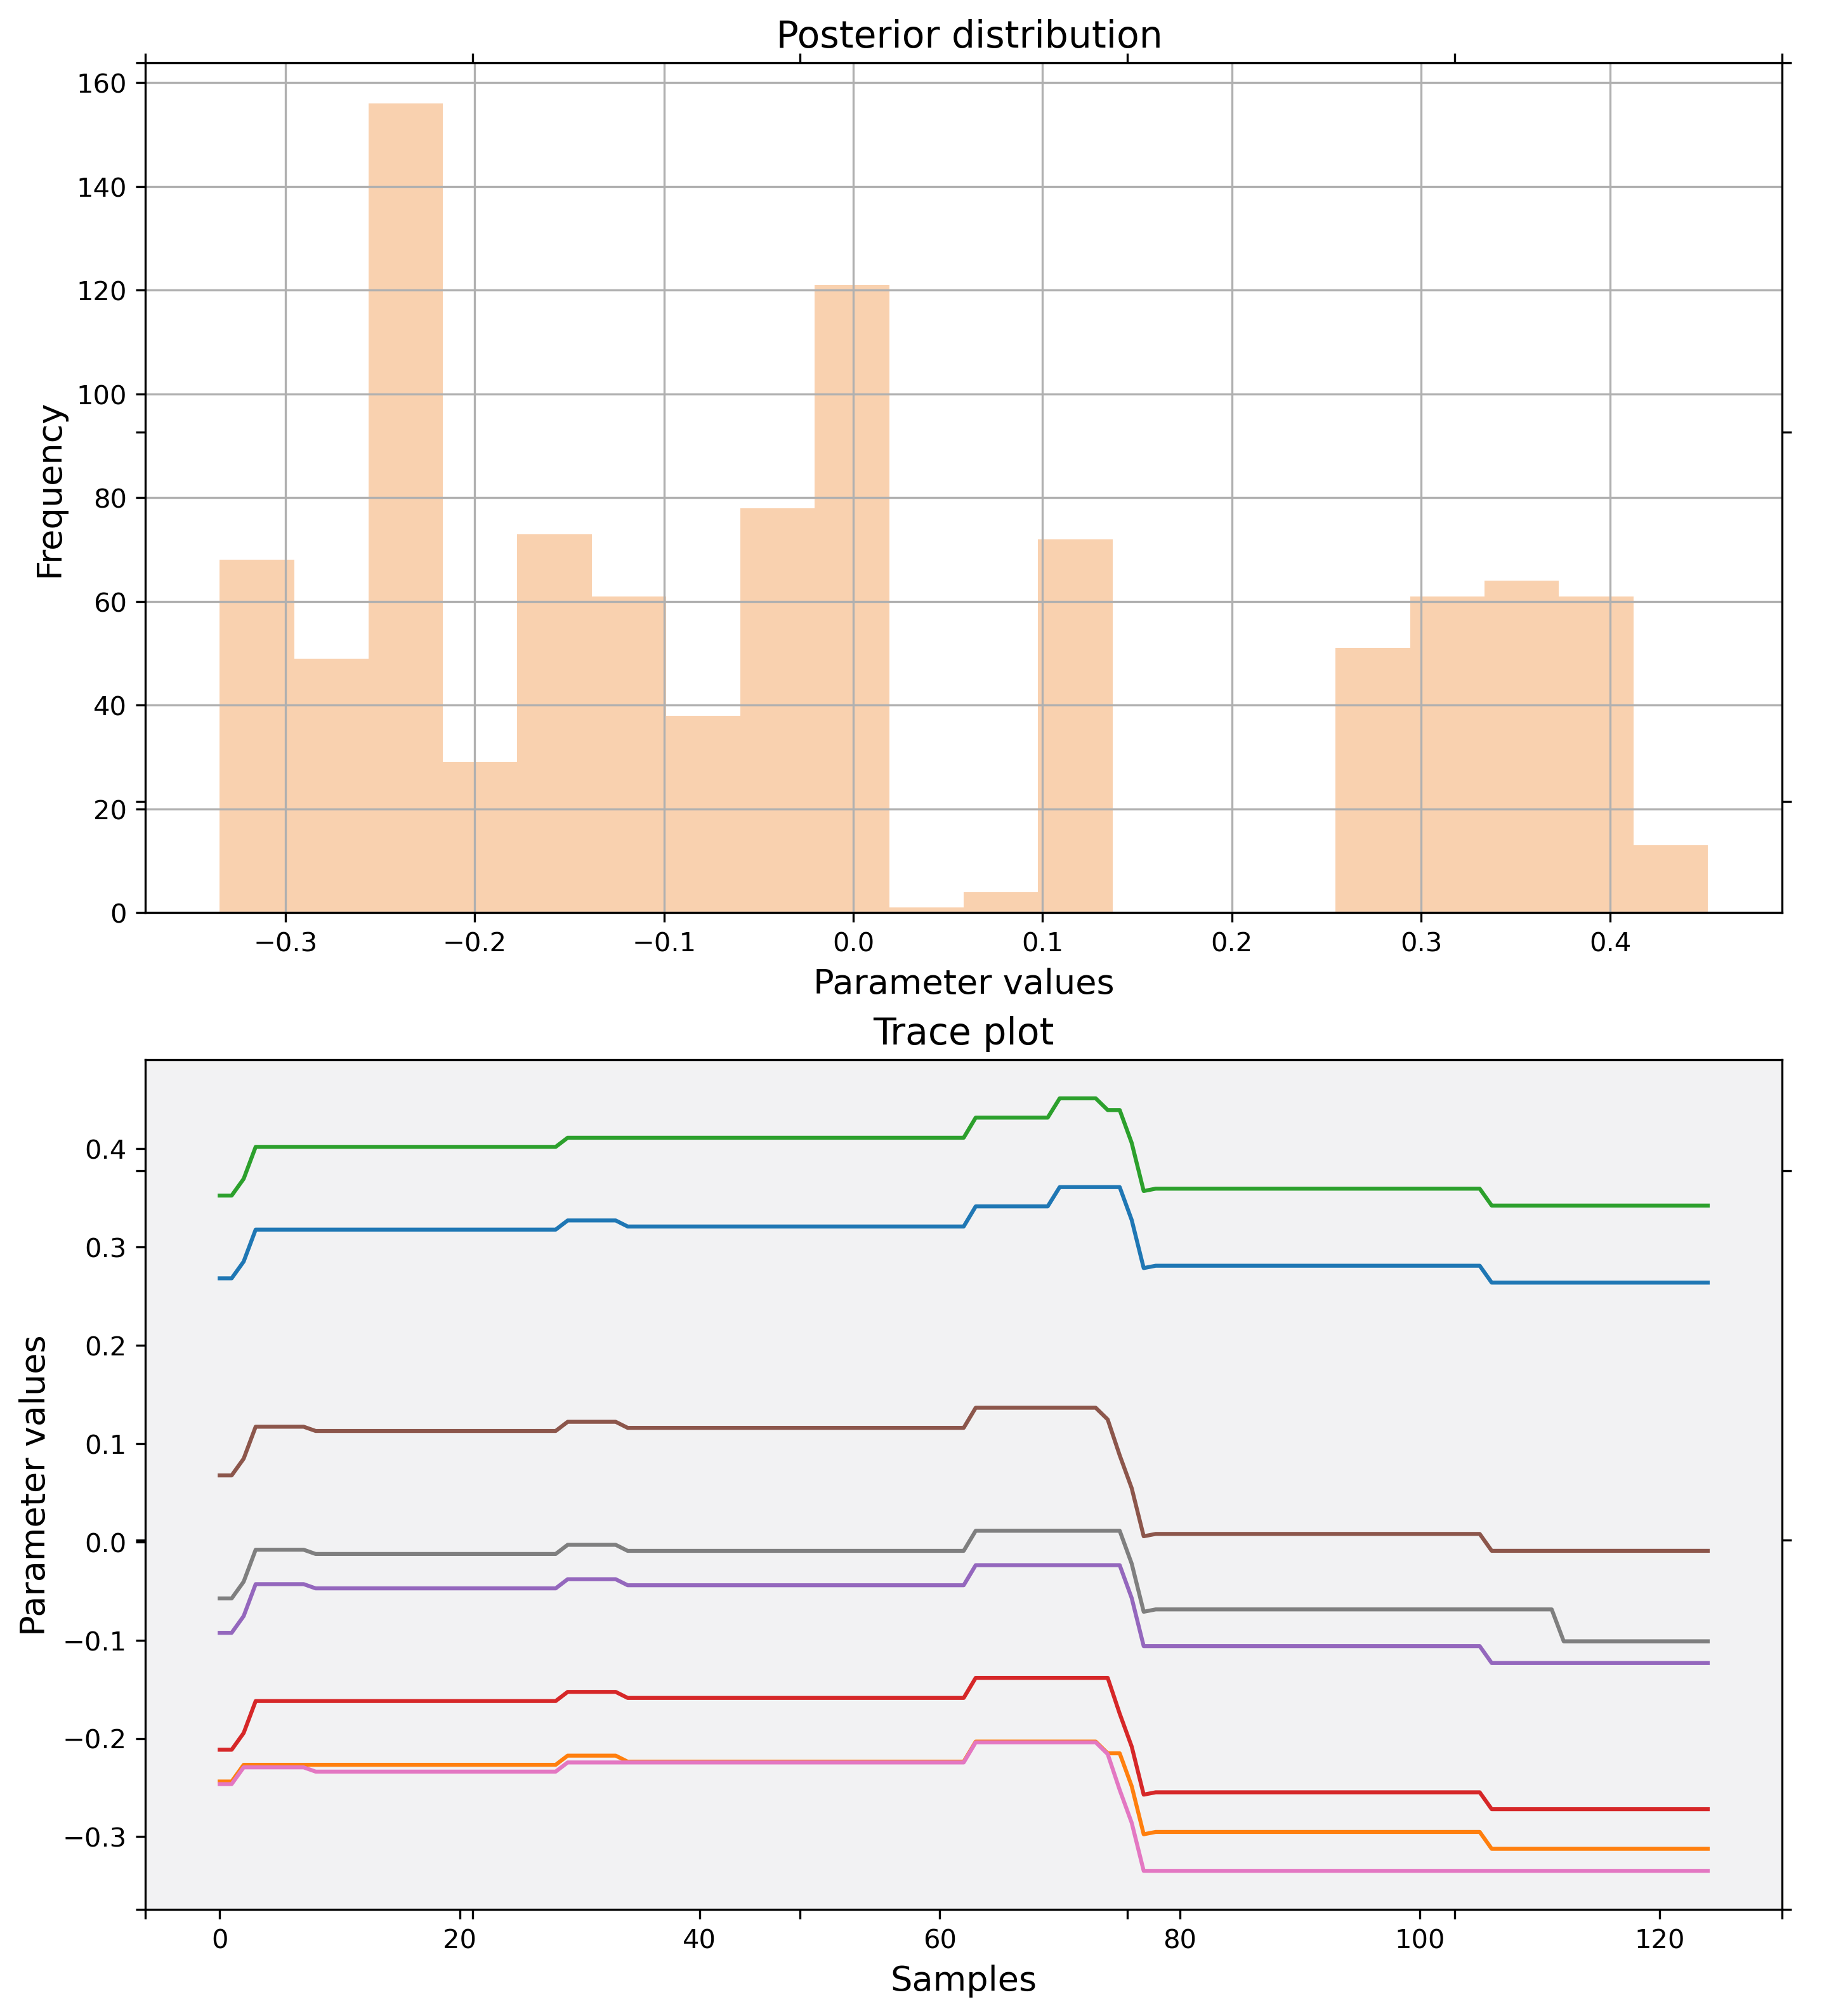 Posterior distribution
160
140
120
100
80
60
40
20
0
Frequency
−0.3 −0.2 −0.1 0.0 0.1 0.2 0.3 0.4
Parameter values
Trace plot
0.4
0.3
0.2
0.1
0.0
−0.1
−0.2
−0.3
Parameter values
0 20 40 60 80 100 120
Samples